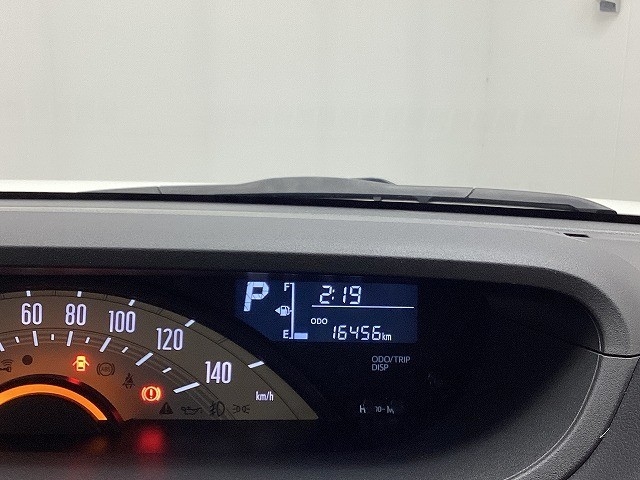 60 80 100 120 140
km/h
P F 2:19
ODO
E 16456km
ODO/TRIP
DISP